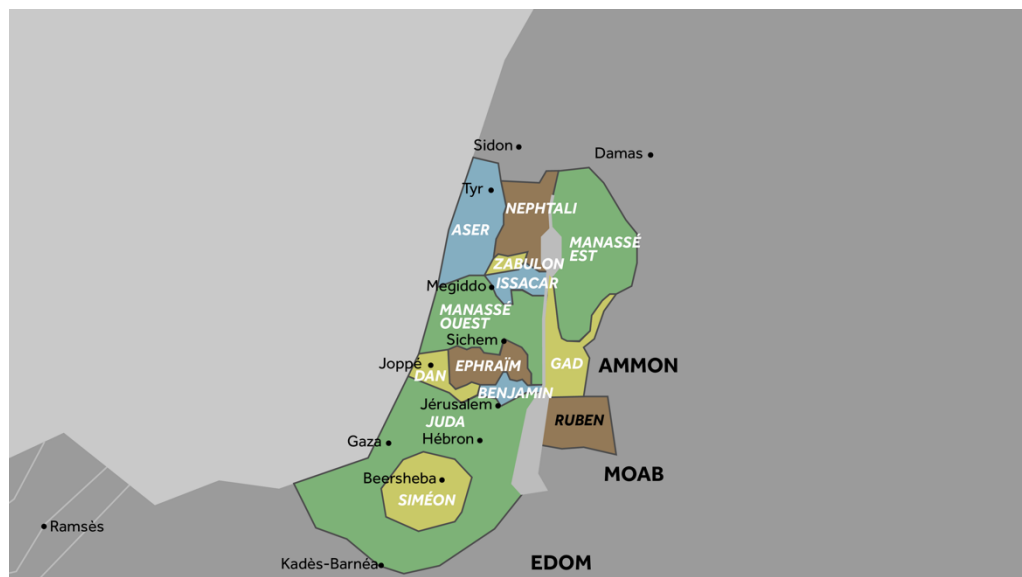 Sidon
Damas
Tyr
NEPHTALI
ASER
MANASSÉ
EST
ZABULON
ISSACAR
Megiddo
MANASSÉ
OUEST
Sichem
Joppé
DAN
EPHRAÏM
GAD
AMMON
BENJAMIN
Jérusalem
JUDA
RUBEN
Gaza
Hébron
MOAB
Beersheba
SIMÉON
Ramsès
Kadès-Barnéa
EDOM